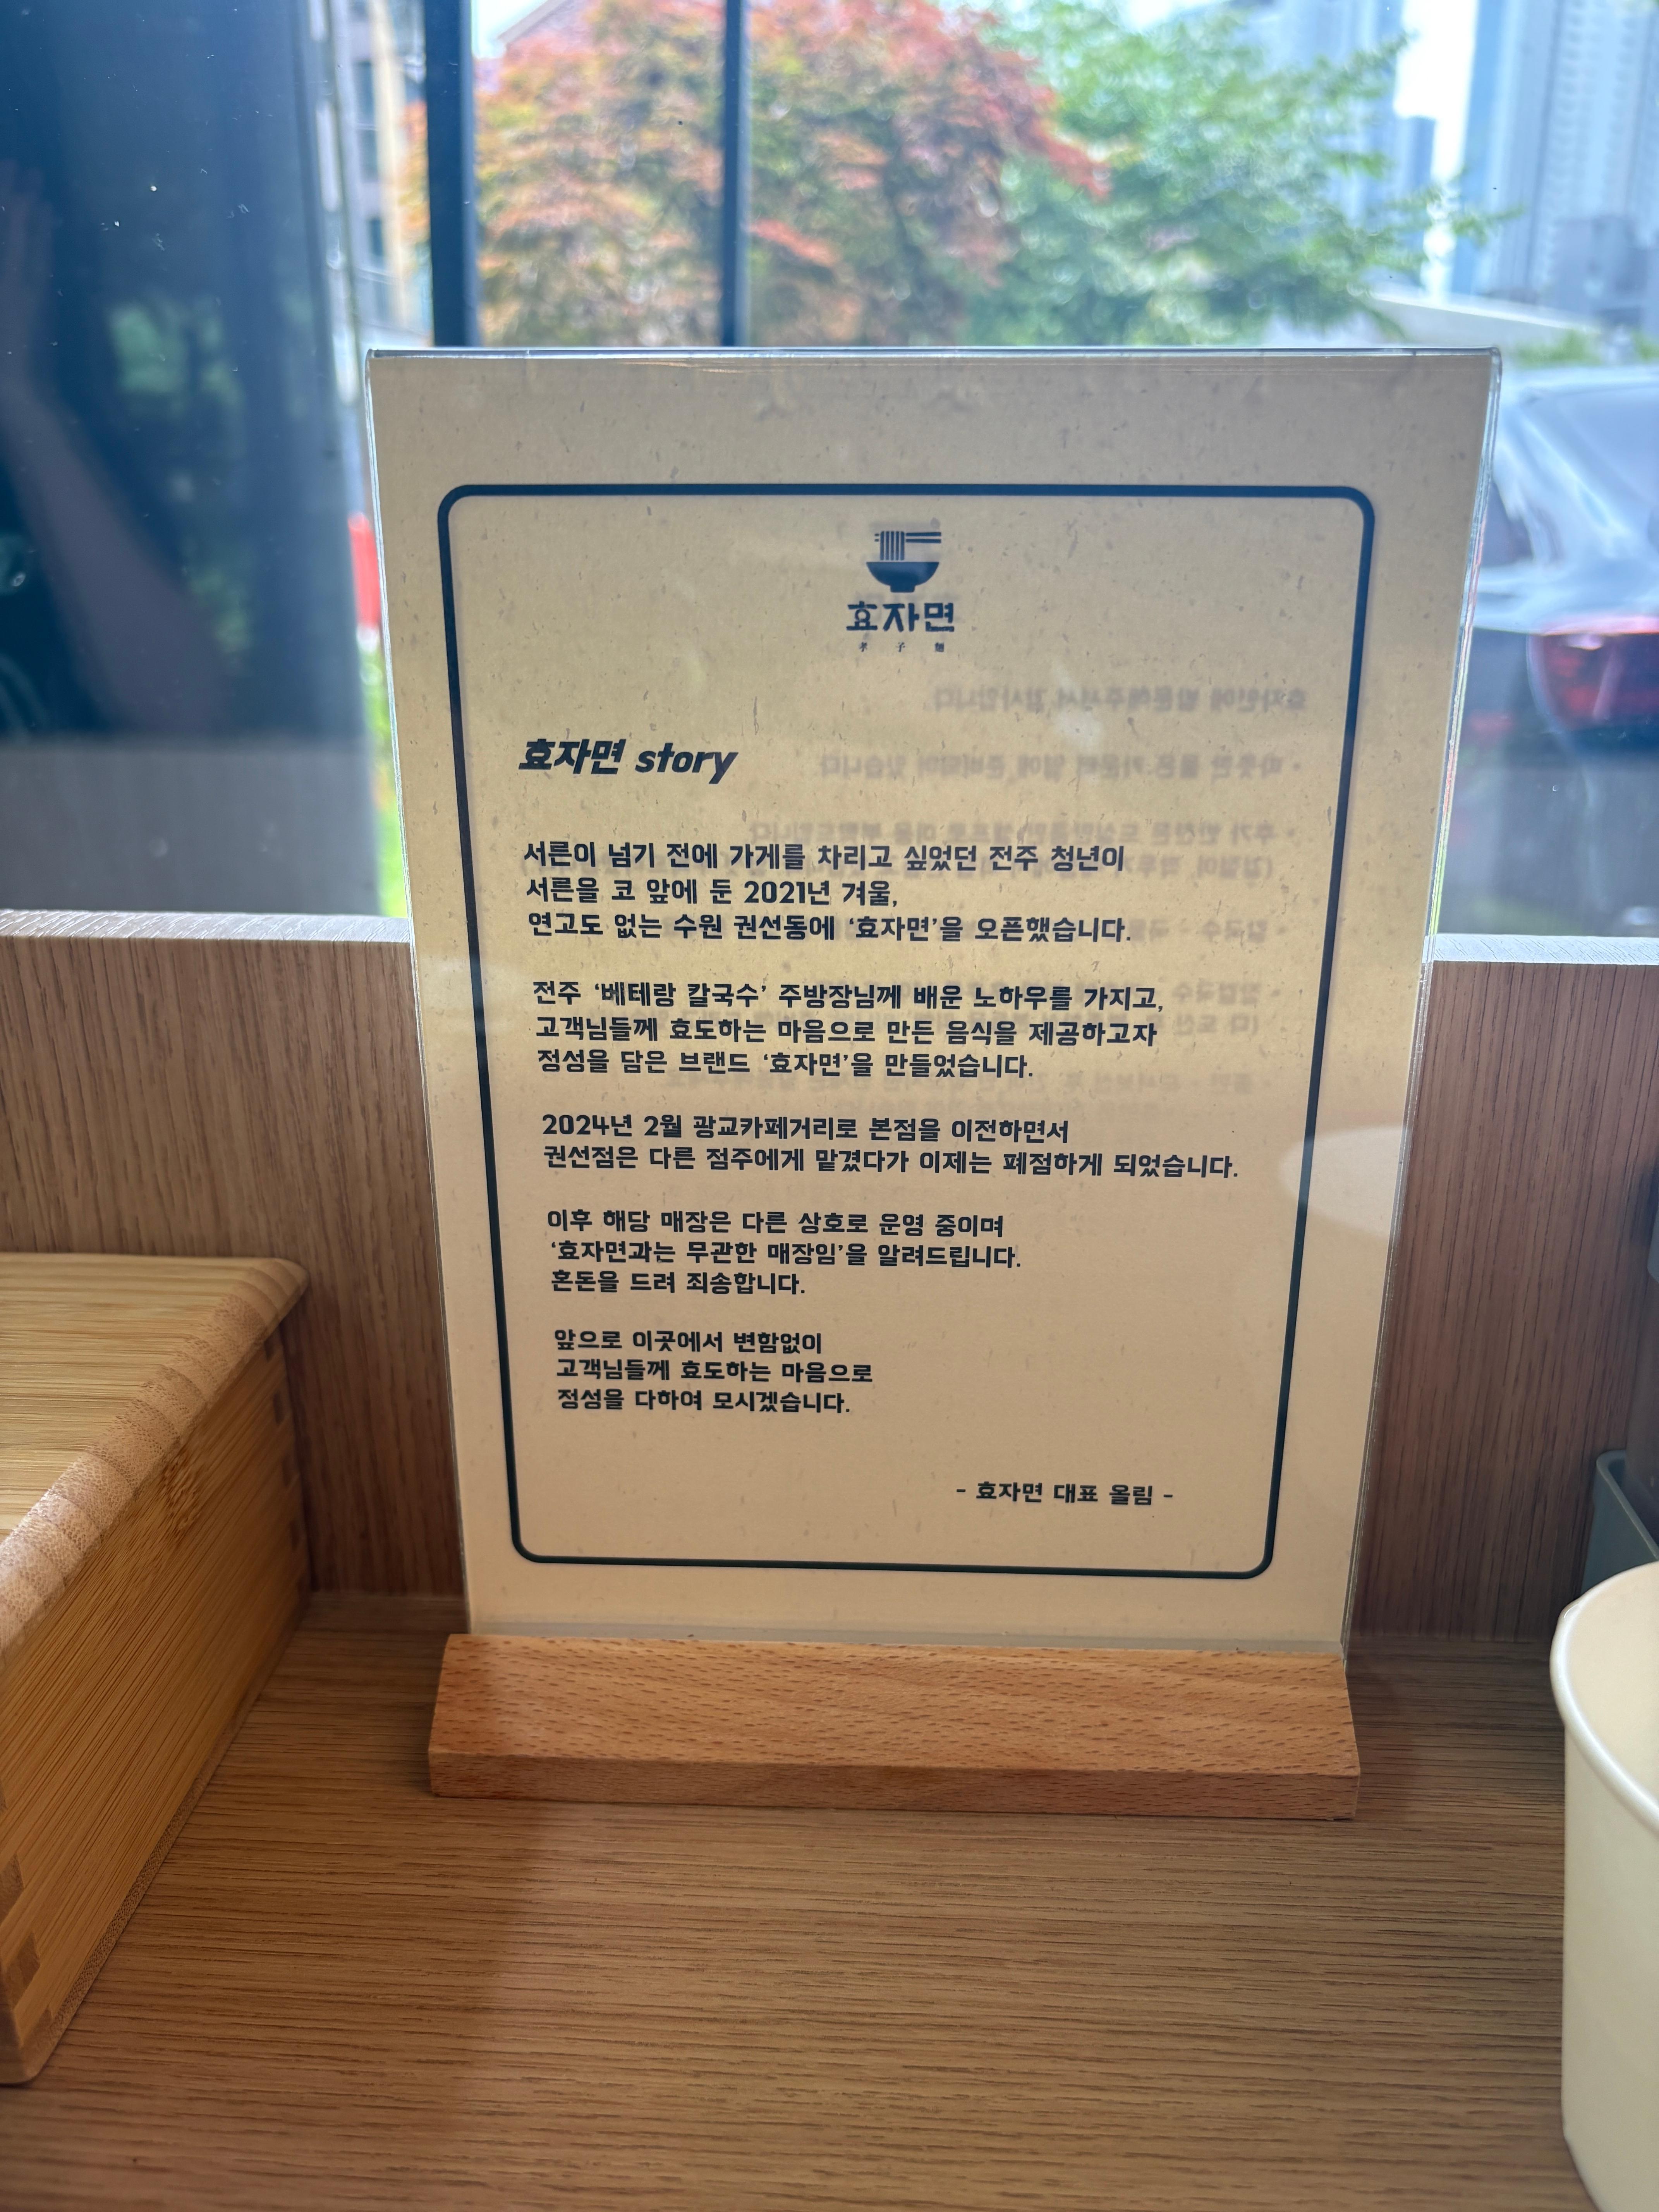 효자면
孝 子 麵
효자면 story
서른이 넘기 전에 가게를 차리고 싶었던 전주 청년이
서른을 코 앞에 둔 2021년 겨울,
연고도 없는 수원 권선동에 ‘효자면’을 오픈했습니다.
전주 ‘베테랑 칼국수’ 주방장님께 배운 노하우를 가지고,
고객님들께 효도하는 마음으로 만든 음식을 제공하고자
정성을 담은 브랜드 ‘효자면’을 만들었습니다.
2024년 2월 광교카페거리로 본점을 이전하면서
권선점은 다른 점주에게 맡겼다가 이제는 폐점하게 되었습니다.
이후 해당 매장은 다른 상호로 운영 중이며
‘효자면과는 무관한 매장임’을 알려드립니다.
혼돈을 드려 죄송합니다.
앞으로 이곳에서 변함없이
고객님들께 효도하는 마음으로
정성을 다하여 모시겠습니다.
- 효자면 대표 올림 -